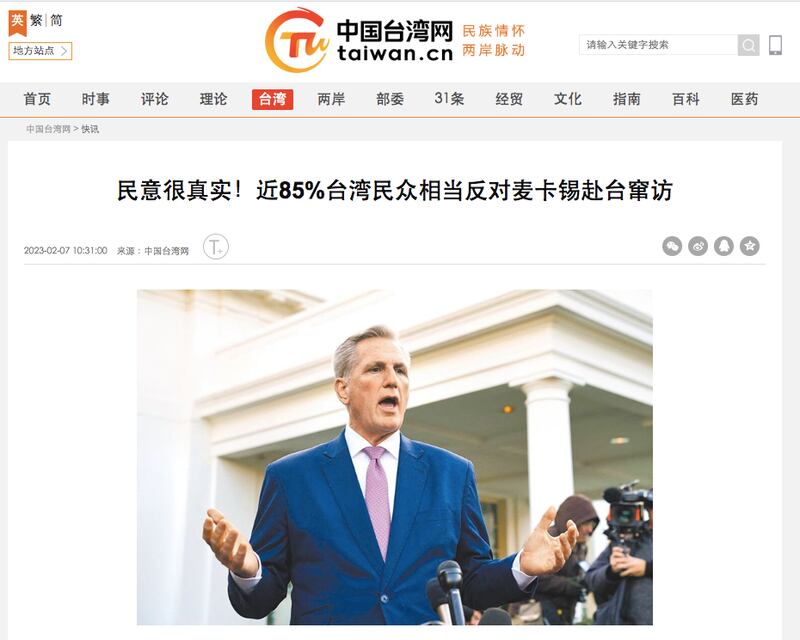 英 繁|简
地方站点
中国台湾网
taiwan.cn
民族情怀
两岸脉动
请输入关键字搜索
首页 时事 评论 理论 台湾 两岸 部委 31条 经贸 文化 指南 百科 医药
中国台湾网 > 快讯
民意很真实！近85%台湾民众相当反对麦卡锡赴台窜访
2023-02-07 10:31:00 来源：中国台湾网 T+